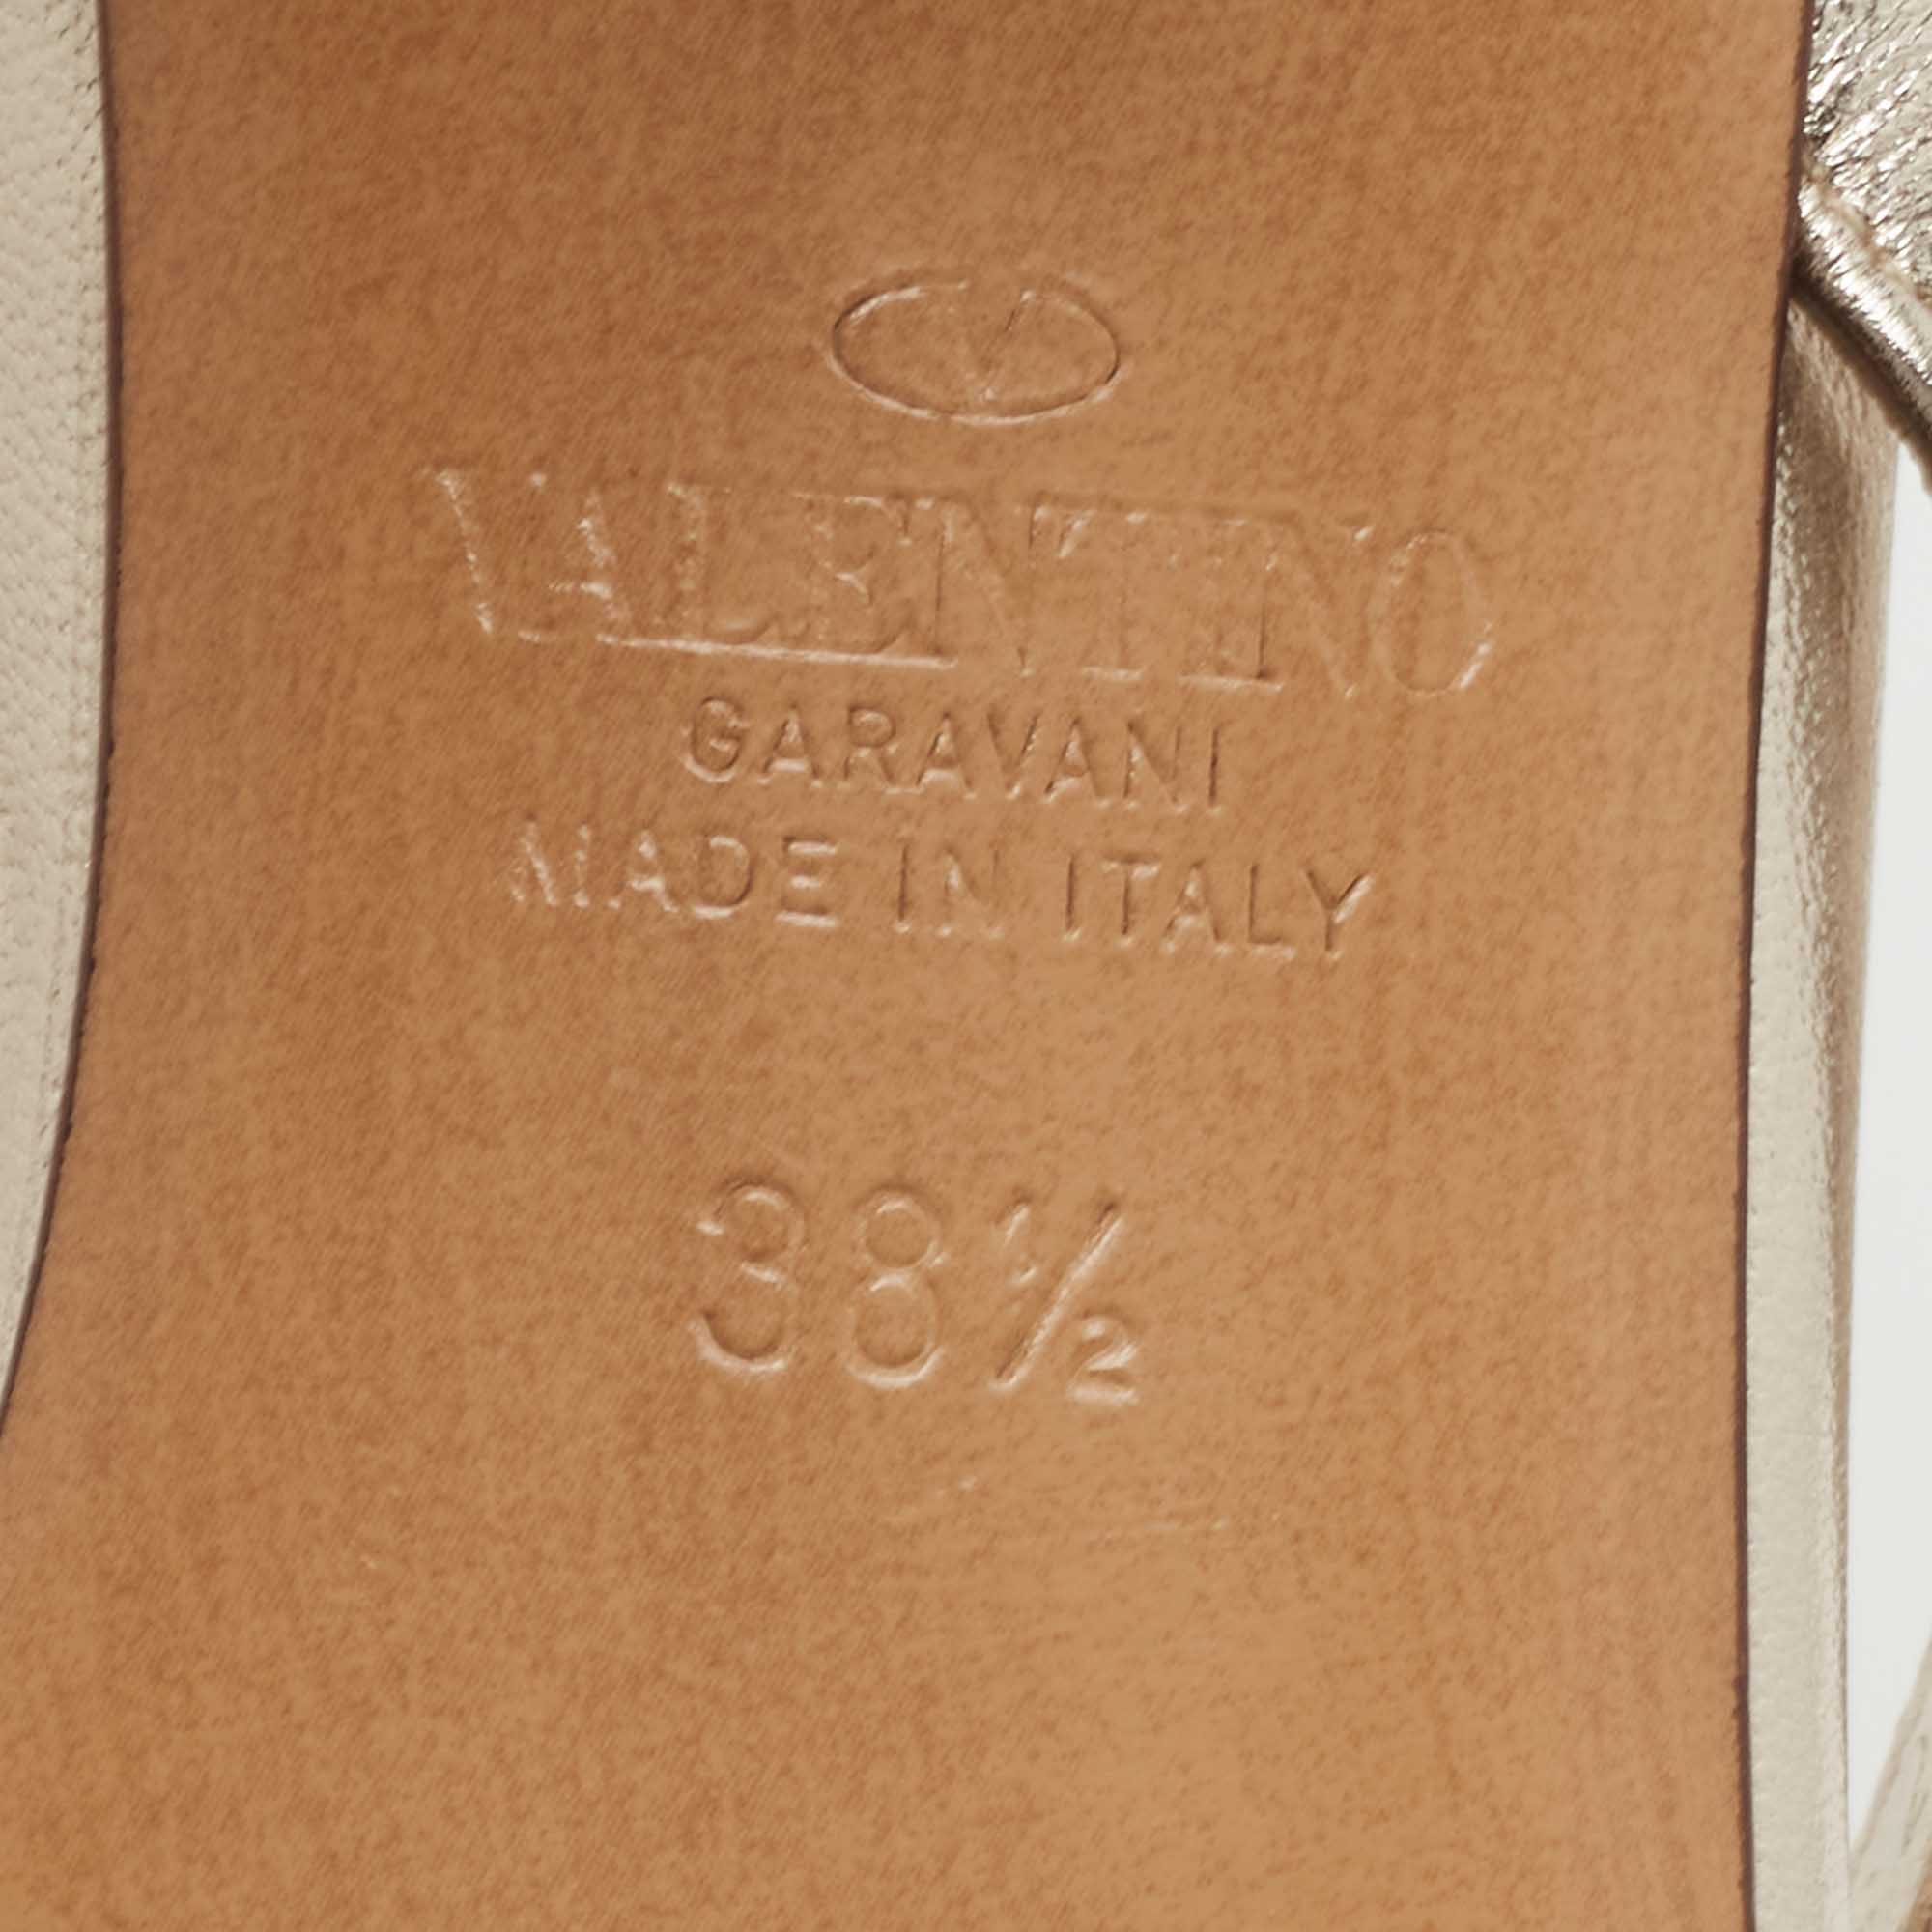 V
VALENTINO
GARAVANI
MADE IN ITALY
38½